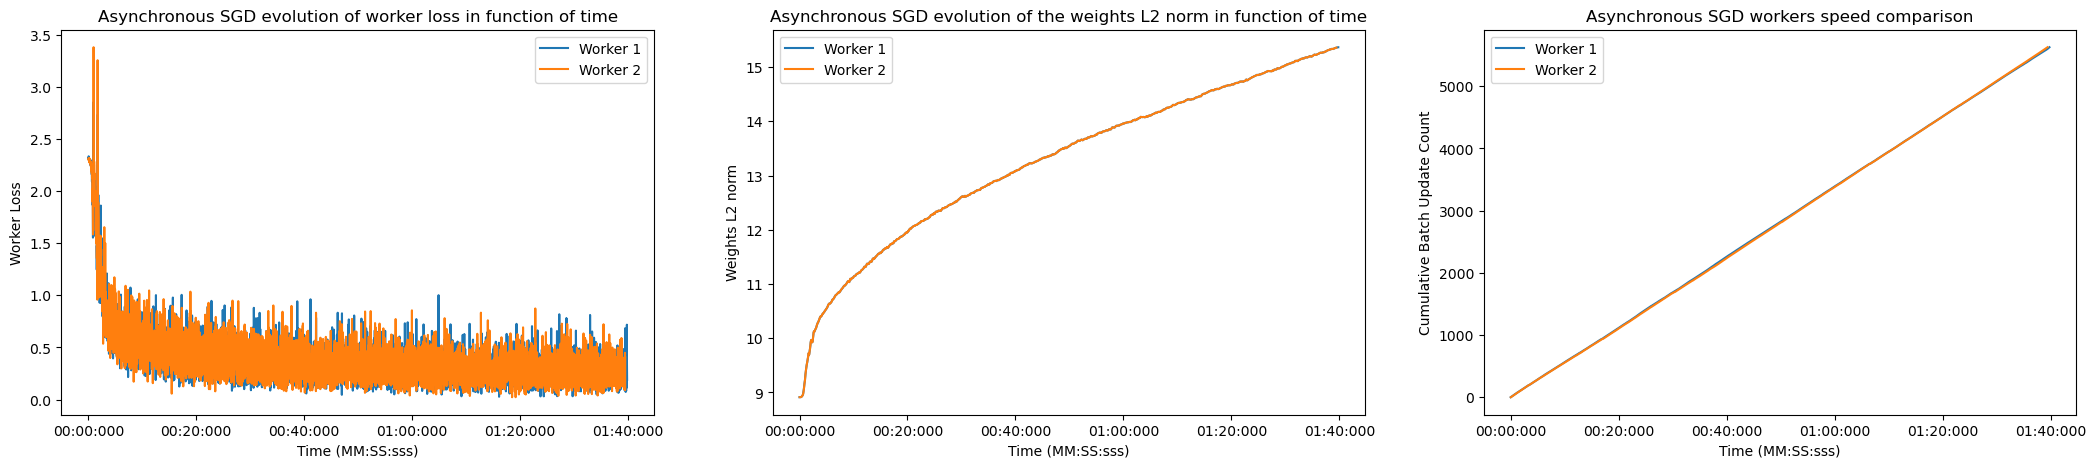 Asynchronous SGD evolution of worker loss in function of time
Worker 1
Worker 2
3.5
3.0
2.5
2.0
1.5
1.0
0.5
0.0
Worker Loss
00:00:000 00:20:000 00:40:000 01:00:000 01:20:000 01:40:000
Time (MM:SS:sss)
Asynchronous SGD evolution of the weights L2 norm in function of time
Worker 1
Worker 2
15
14
13
12
11
10
9
Weights L2 norm
00:00:000 00:20:000 00:40:000 01:00:000 01:20:000 01:40:000
Time (MM:SS:sss)
Asynchronous SGD workers speed comparison
Worker 1
Worker 2
5000
4000
3000
2000
1000
0
Cumulative Batch Update Count
00:00:000 00:20:000 00:40:000 01:00:000 01:20:000 01:40:000
Time (MM:SS:sss)